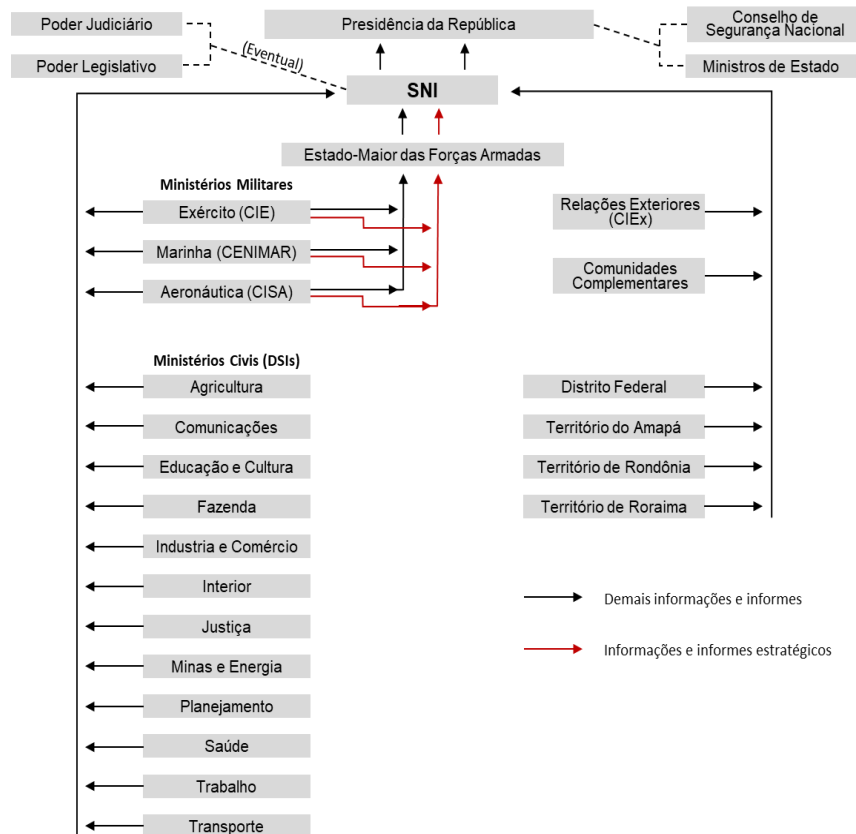 Poder Judiciário
Presidência da República
Conselho de
Segurança Nacional
Poder Legislativo
(Eventual)
Ministros de Estado
SNI
Estado-Maior das Forças Armadas
Ministérios Militares
Exército (CIE)
Marinha (CENIMAR)
Aeronáutica (CISA)
Relações Exteriores
(CIEx)
Comunidades
Complementares
Ministérios Civis (DSIs)
Agricultura
Comunicações
Educação e Cultura
Fazenda
Industria e Comércio
Interior
Justiça
Minas e Energia
Planejamento
Saúde
Trabalho
Transporte
Distrito Federal
Território do Amapá
Território de Rondônia
Território de Roraima
Demais informações e informes
Informações e informes estratégicos